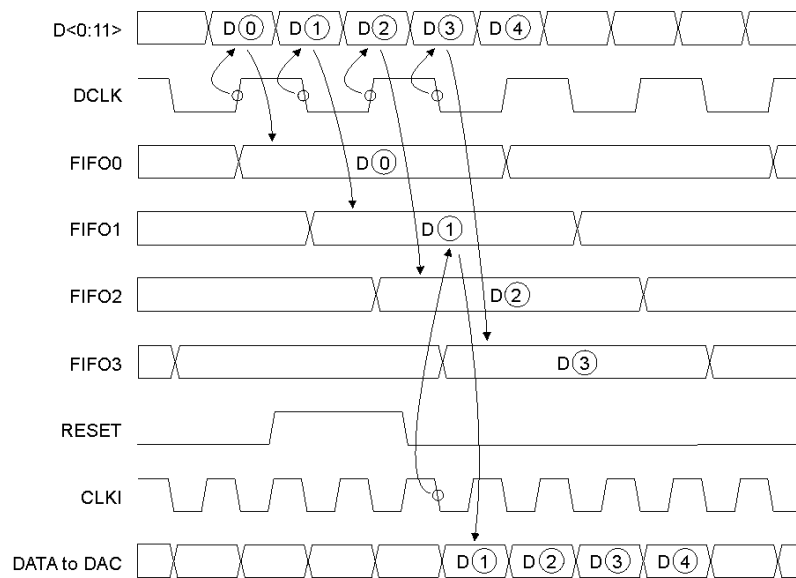 D<0:11> D⓪ D① D② D③ D④
DCLK
FIFO0 D⓪
FIFO1 D①
FIFO2 D②
FIFO3 D③
RESET
CLKI
DATA to DAC D① D② D③ D④